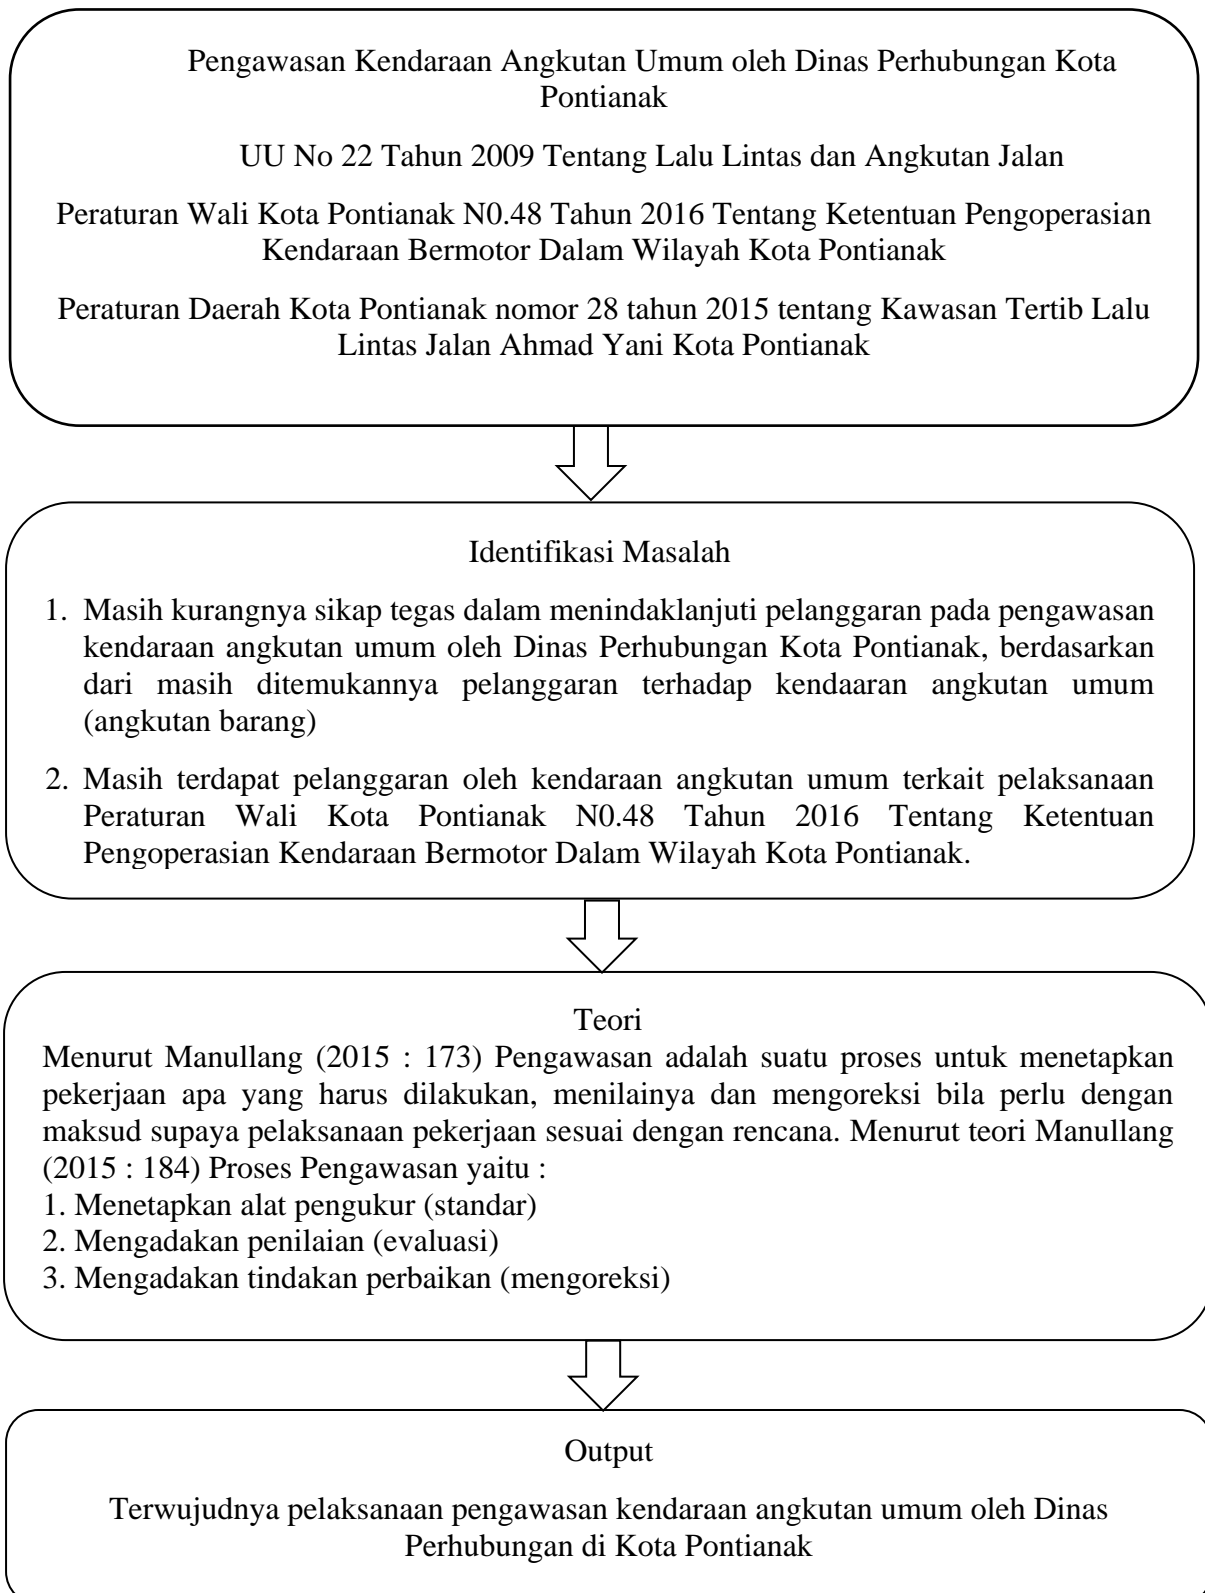 Pengawasan Kendaraan Angkutan Umum oleh Dinas Perhubungan Kota
Pontianak
UU No 22 Tahun 2009 Tentang Lalu Lintas dan Angkutan Jalan
Peraturan Wali Kota Pontianak N0.48 Tahun 2016 Tentang Ketentuan Pengoperasian
Kendaraan Bermotor Dalam Wilayah Kota Pontianak
Peraturan Daerah Kota Pontianak nomor 28 tahun 2015 tentang Kawasan Tertib Lalu
Lintas Jalan Ahmad Yani Kota Pontianak
Identifikasi Masalah
1. Masih kurangnya sikap tegas dalam menindaklanjuti pelanggaran pada pengawasan
kendaraan angkutan umum oleh Dinas Perhubungan Kota Pontianak, berdasarkan
dari masih ditemukannya pelanggaran terhadap kendaaran angkutan umum
(angkutan barang)
2. Masih terdapat pelanggaran oleh kendaraan angkutan umum terkait pelaksanaan
Peraturan Wali Kota Pontianak N0.48 Tahun 2016 Tentang Ketentuan
Pengoperasian Kendaraan Bermotor Dalam Wilayah Kota Pontianak.
Teori
Menurut Manullang (2015 : 173) Pengawasan adalah suatu proses untuk menetapkan
pekerjaan apa yang harus dilakukan, menilainya dan mengoreksi bila perlu dengan
maksud supaya pelaksanaan pekerjaan sesuai dengan rencana. Menurut teori Manullang
(2015 : 184) Proses Pengawasan yaitu :
1. Menetapkan alat pengukur (standar)
2. Mengadakan penilaian (evaluasi)
3. Mengadakan tindakan perbaikan (mengoreksi)
Output
Terwujudnya pelaksanaan pengawasan kendaraan angkutan umum oleh Dinas
Perhubungan di Kota Pontianak